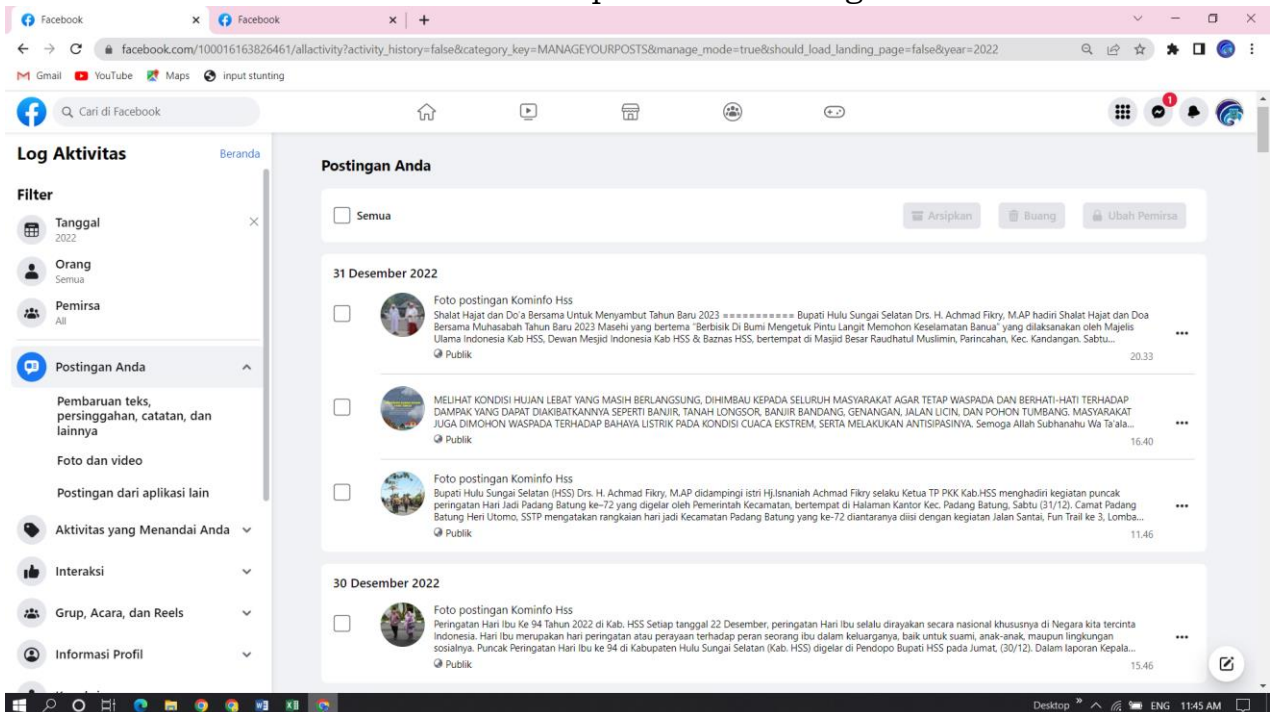 Facebook
Facebook
facebook.com/100016163826461/allactivity?activity_history=false&category_key=MANAGEYOURPOSTS&manage_mode=true&should_load_landing_page=false&year=2022
Gmail
YouTube
Maps
input stunting
Cari di Facebook
1
Log Aktivitas
Beranda
Filter
Tanggal
2022
Orang
Semua
Pemirsa
All
Postingan Anda
Pembaruan teks,
persinggahan, catatan, dan
lainnya
Foto dan video
Postingan dari aplikasi lain
Aktivitas yang Menandai Anda
Interaksi
Grup, Acara, dan Reels
Informasi Profil
Postingan Anda
Semua
Arsipkan
Buang
Ubah Pemirsa
31 Desember 2022
Foto postingan Kominfo Hss
Shalat Hajat dan Do'a Bersama Untuk Menyambut Tahun Baru 2023 =========== Bupati Hulu Sungai Selatan Drs. H. Achmad Fikry, M.AP hadiri Shalat Hajat dan Doa
Bersama Muhasabah Tahun Baru 2023 Masehi yang bertema "Berbisik Di Bumi Mengetuk Pintu Langit Memohon Keselamatan Banua" yang dilaksanakan oleh Majelis
Ulama Indonesia Kab HSS, Dewan Mesjid Indonesia Kab HSS & Baznas HSS, bertempat di Masjid Besar Raudhatul Muslimin, Parincahan, Kec. Kandangan. Sabtu...
Publik
20.33
MELIHAT KONDISI HUJAN LEBAT YANG MASIH BERLANGSUNG, DIHIMBAU KEPADA SELURUH MASYARAKAT AGAR TETAP WASPADA DAN BERHATI-HATI TERHADAP
DAMPAK YANG DAPAT DIAKIBATKANNYA SEPERTI BANJIR, TANAH LONGSOR, BANJIR BANDANG, GENANGAN, JALAN LICIN, DAN POHON TUMBANG. MASYARAKAT
JUGA DIMOHON WASPADA TERHADAP BAHAYA LISTRIK PADA KONDISI CUACA EKSTREM, SERTA MELAKUKAN ANTISIPASINYA. Semoga Allah Subhanahu Wa Ta'ala...
Publik
16.40
Foto postingan Kominfo Hss
Bupati Hulu Sungai Selatan (HSS) Drs. H. Achmad Fikry, M.AP didampingi istri Hj.Isnaniah Achmad Fikry selaku Ketua TP PKK Kab.HSS menghadiri kegiatan puncak
peringatan Hari Jadi Padang Batung ke–72 yang digelar oleh Pemerintah Kecamatan, bertempat di Halaman Kantor Kec. Padang Batung, Sabtu (31/12). Camat Padang
Batung Heri Utomo, SSTP mengatakan rangkaian hari jadi Kecamatan Padang Batung yang ke-72 diantaranya diisi dengan kegiatan Jalan Santai, Fun Trail ke 3, Lomba...
Publik
11.46
30 Desember 2022
Foto postingan Kominfo Hss
Peringatan Hari Ibu Ke 94 Tahun 2022 di Kab. HSS Setiap tanggal 22 Desember, peringatan Hari Ibu selalu dirayakan secara nasional khususnya di Negara kita tercinta
Indonesia. Hari Ibu merupakan hari peringatan atau perayaan terhadap peran seorang ibu dalam keluarganya, baik untuk suami, anak-anak, maupun lingkungan
sosialnya. Puncak Peringatan Hari Ibu ke 94 di Kabupaten Hulu Sungai Selatan (Kab. HSS) digelar di Pendopo Bupati HSS pada Jumat, (30/12). Dalam laporan Kepala...
Publik
15.46
Desktop
ENG
11:45 AM